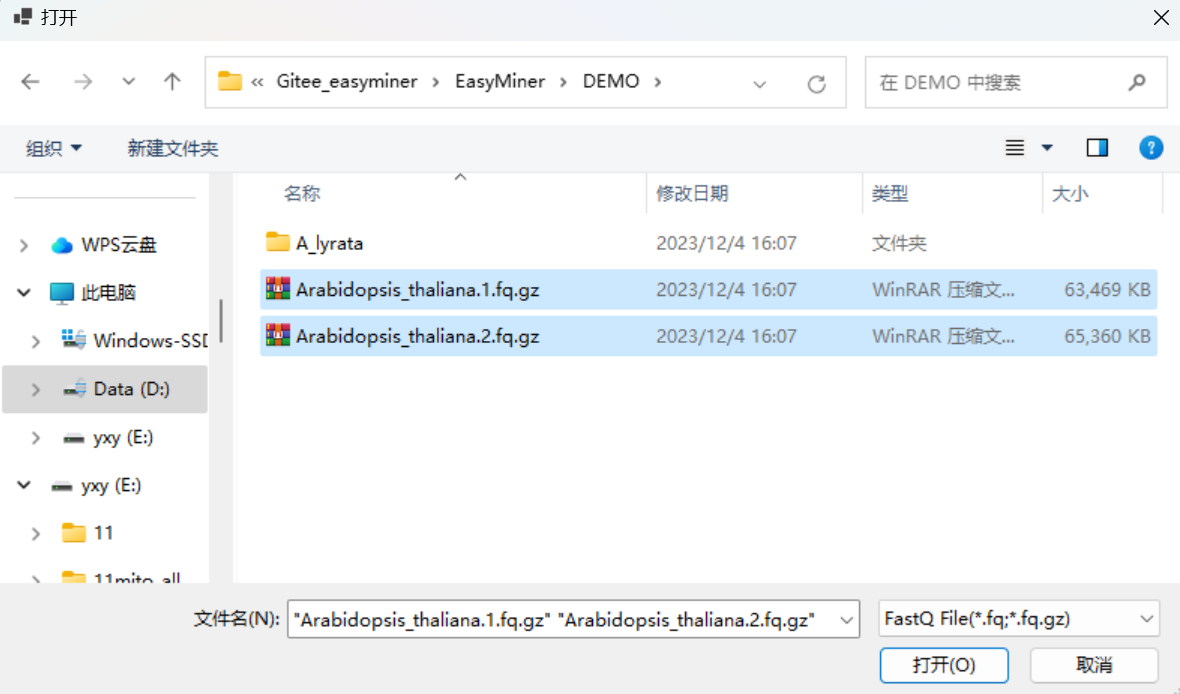 打开
« Gitee_easyminer › EasyMiner › DEMO ›
在 DEMO 中搜索
组织 新建文件夹
名称 修改日期 类型 大小
WPS云盘
此电脑
Windows-SSD
Data (D:)
yxy (E:)
yxy (E:)
11
11mito_all
A_lyrata 2023/12/4 16:07 文件夹
Arabidopsis_thaliana.1.fq.gz 2023/12/4 16:07 WinRAR 压缩文... 63,469 KB
Arabidopsis_thaliana.2.fq.gz 2023/12/4 16:07 WinRAR 压缩文... 65,360 KB
文件名(N): "Arabidopsis_thaliana.1.fq.gz" "Arabidopsis_thaliana.2.fq.gz" FastQ File(*.fq;*.fq.gz)
打开(O) 取消